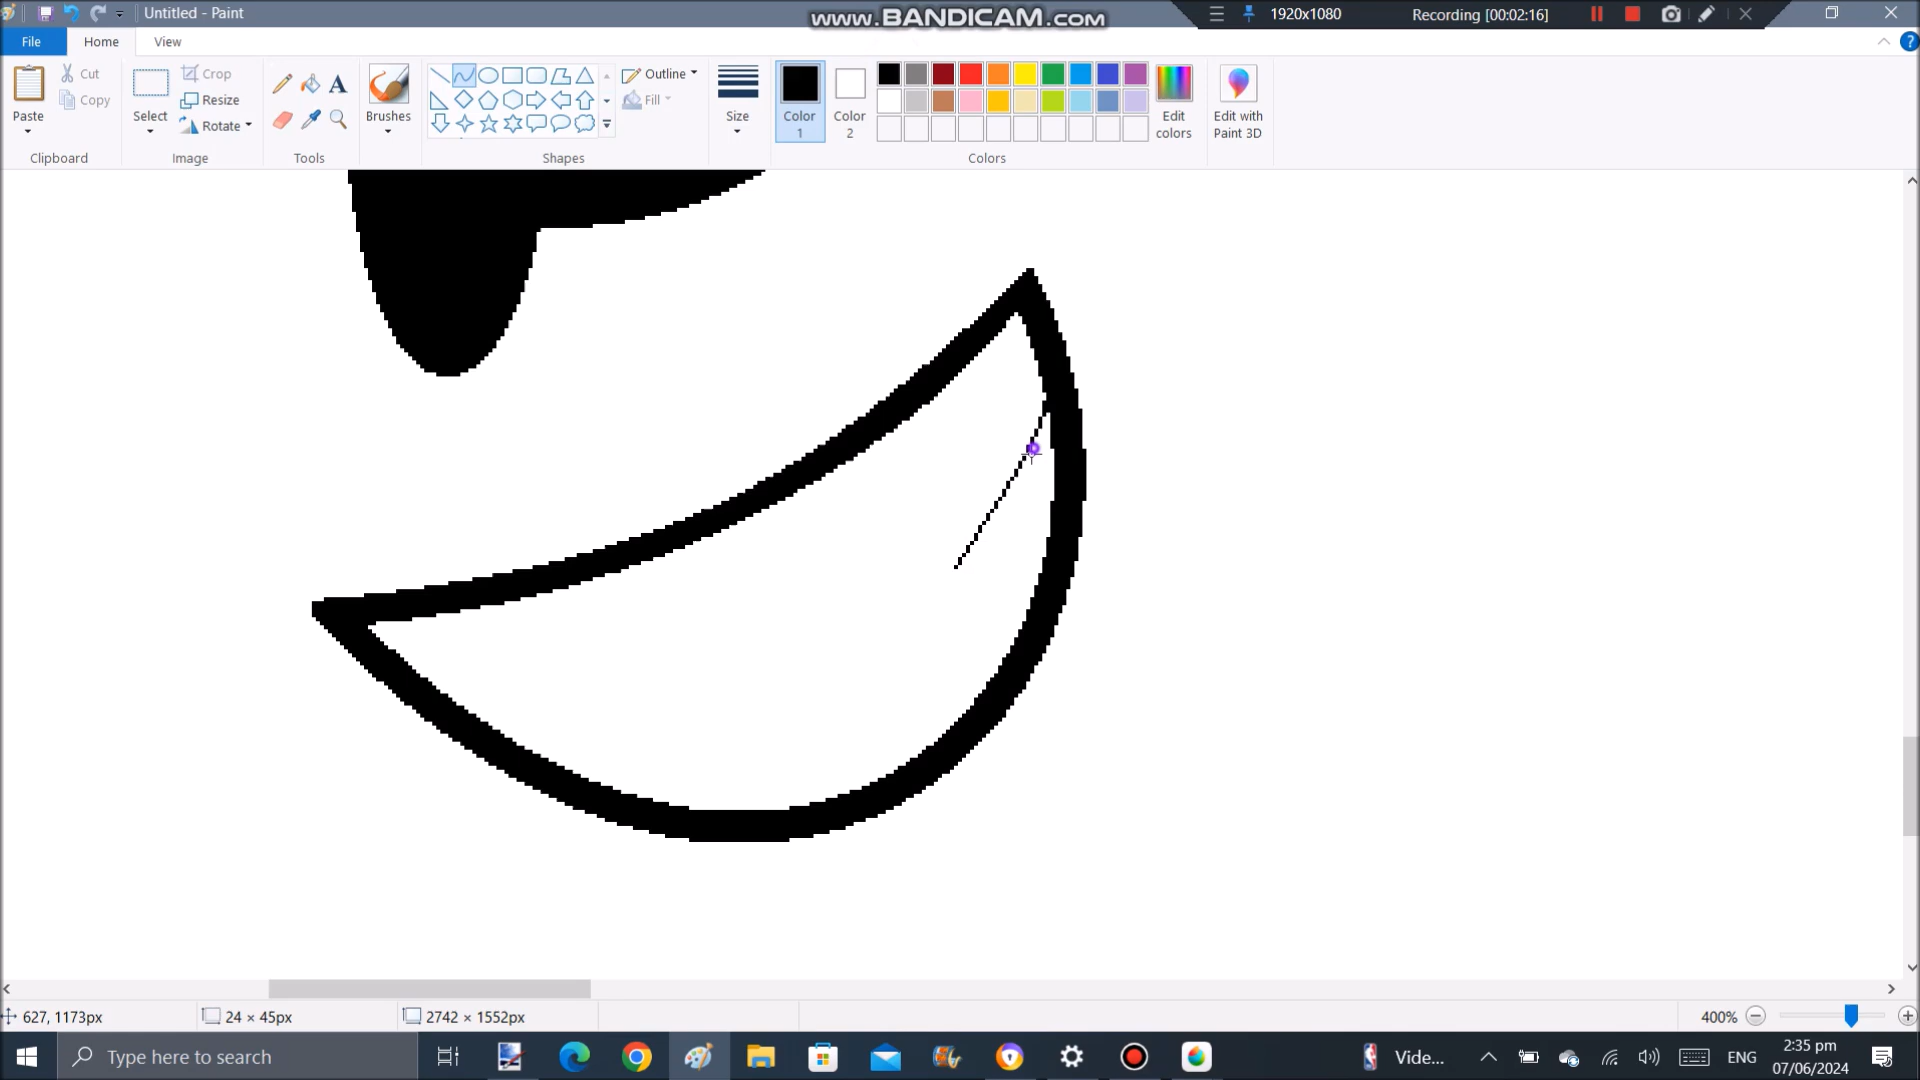 Untitled - Paint
www.BANDICAM.com
1920x1080
Recording [00:02:16]
File
Home
View
Paste
Cut
Copy
Clipboard
Select
Crop
Resize
Rotate
Image
A
Tools
Brushes
Shapes
Outline
Fill
Size
Color
1
Color
2
Colors
Edit
colors
Edit with
Paint 3D
627, 1173px
24 × 45px
2742 × 1552px
400%
Type here to search
Vide...
ENG
2:35 pm
07/06/2024